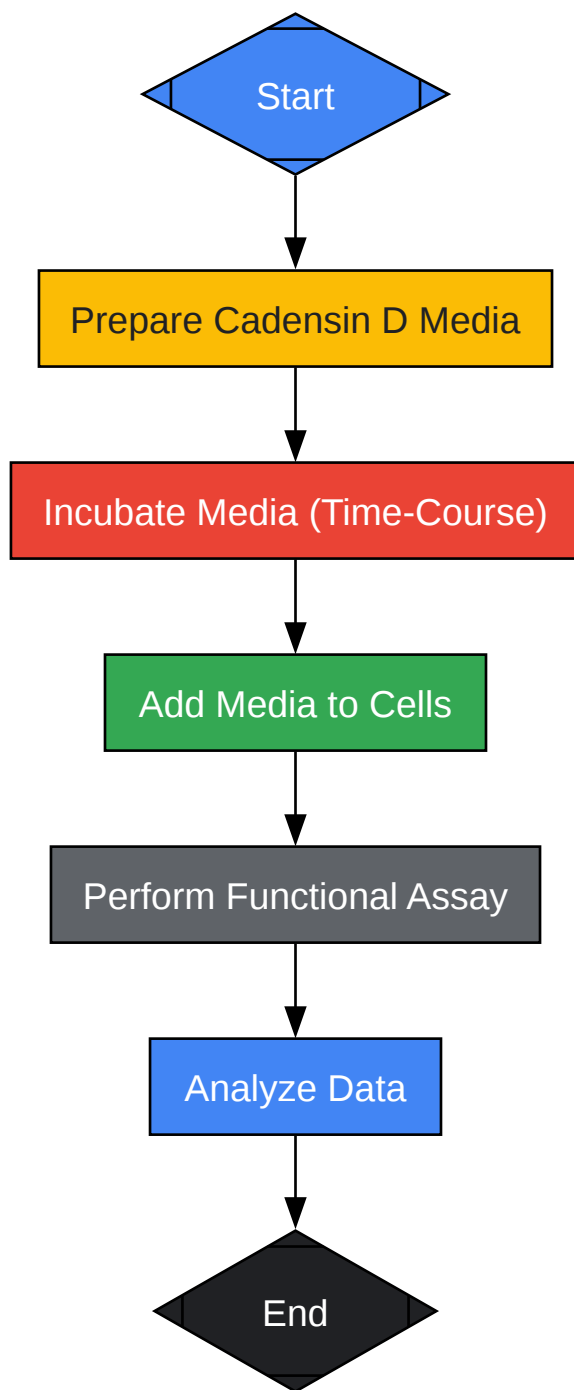 Start
Prepare Cadensin D Media
Incubate Media (Time-Course)
Add Media to Cells
Perform Functional Assay
Analyze Data
End